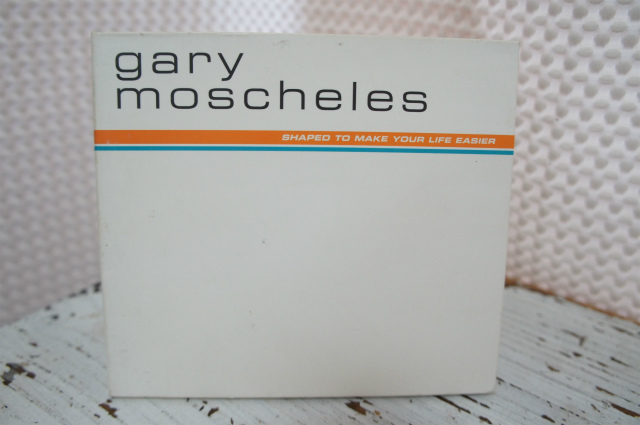 gary
moscheles
SHAPED TO MAKE YOUR LIFE EASIER